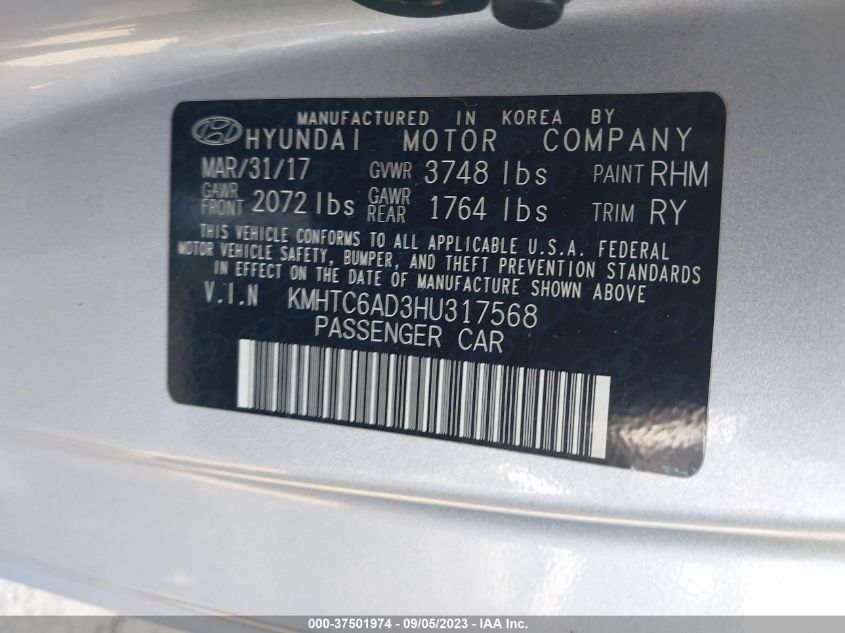 MANUFACTURED IN KOREA BY
HYUNDAI MOTOR COMPANY
MAR/31/17 GVWR 3748 lbs PAINT RHM
GAWR FRONT 2072 lbs GAWR REAR 1764 lbs TRIM RY
THIS VEHICLE CONFORMS TO ALL APPLICABLE U.S.A. FEDERAL
MOTOR VEHICLE SAFETY, BUMPER, AND THEFT PREVENTION STANDARDS
IN EFFECT ON THE DATE OF MANUFACTURE SHOWN ABOVE
V.I.N KMHTC6AD3HU317568
PASSENGER CAR
000-37501974 - 09/05/2023 - IAA Inc.